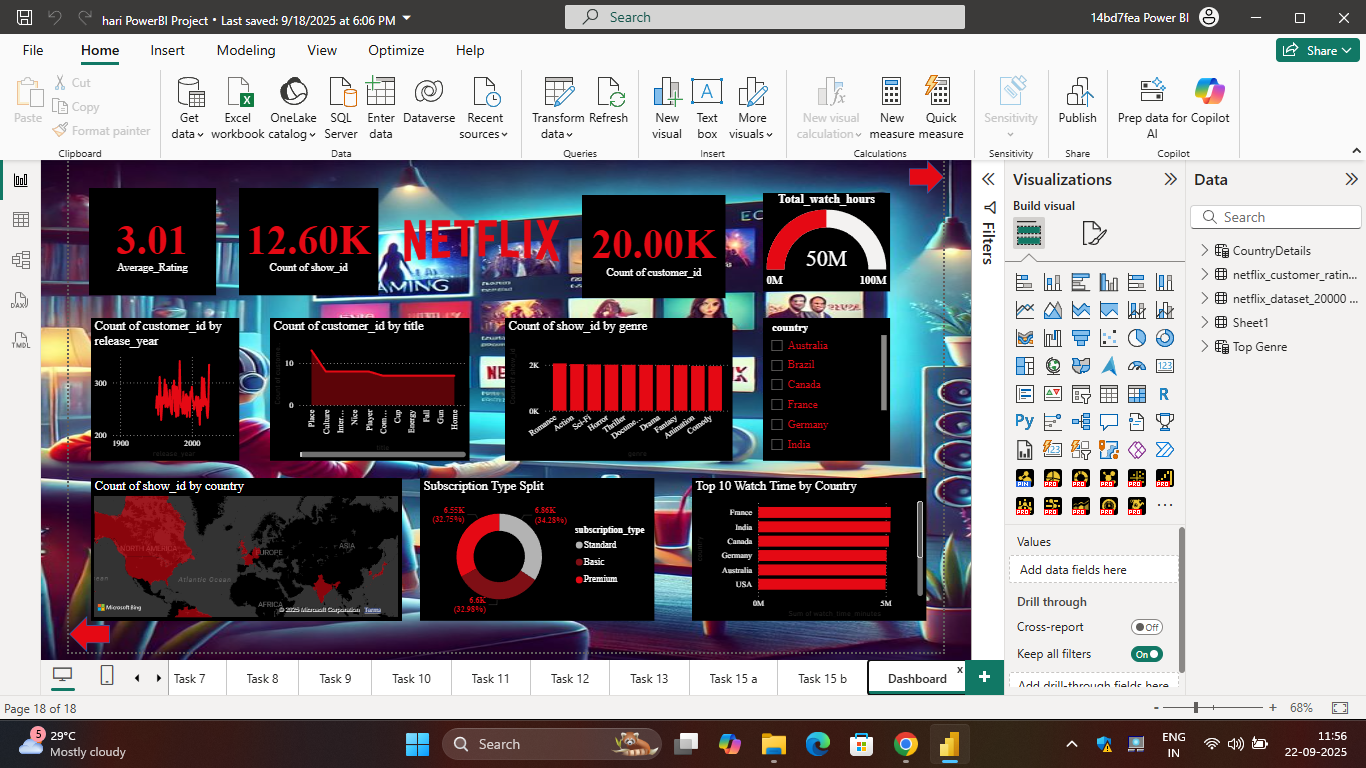 hari PowerBI Project • Last saved: 9/18/2025 at 6:06 PM
Search
14bd7fea Power BI
File
Home
Insert
Modeling
View
Optimize
Help
Share
Paste
Cut
Copy
Format painter
Clipboard
Get data
Excel workbook
OneLake catalog
SQL Server
Enter data
Dataverse
Recent sources
Data
Transform data
Refresh
Queries
New visual
Text box
More visuals
Insert
New visual calculation
New measure
Quick measure
Calculations
Sensitivity
Sensitivity
Publish
Share
Prep data for AI
Copilot
Copilot
3.01
Average_Rating
12.60K
Count of show_id
NETFLIX
20.00K
Count of customer_id
Total_watch_hours
50M
0M
100M
Count of customer_id by
release_year
300
200
1900
2000
release_year
Count of customer_id by title
10
0
Place
Culture
Inter...
Nice
Player
Com...
Cup
Energy
Fall
Gun
Home
title
Count of show_id by genre
2K
0K
Romance
Action
Sci-Fi
Horror
Thriller
Docume...
Drama
Fantasy
Animation
Comedy
genre
country
Australia
Brazil
Canada
France
Germany
India
Count of show_id by country
NORTH AMERICA
EUROPE
ASIA
Atlantic Ocean
AFRICA
Microsoft Bing
© 2025 Microsoft Corporation Terms
Subscription Type Split
6.55K
(32.75%)
6.86K
(34.28%)
6.6K
(32.98%)
subscription_type
Standard
Basic
Premium
Top 10 Watch Time by Country
France
India
Canada
Germany
Australia
USA
0M
5M
Sum of watch_time_minutes
Filters
Visualizations
Build visual
Values
Add data fields here
Drill through
Cross-report
Off
Keep all filters
On
Add drill-through fields here
Data
Search
CountryDetails
netflix_customer_ratin...
netflix_dataset_20000 ...
Sheet1
Top Genre
Task 7
Task 8
Task 9
Task 10
Task 11
Task 12
Task 13
Task 15 a
Task 15 b
Dashboard
x
Page 18 of 18
68%
5
29°C
Mostly cloudy
Search
ENG
IN
11:56
22-09-2025